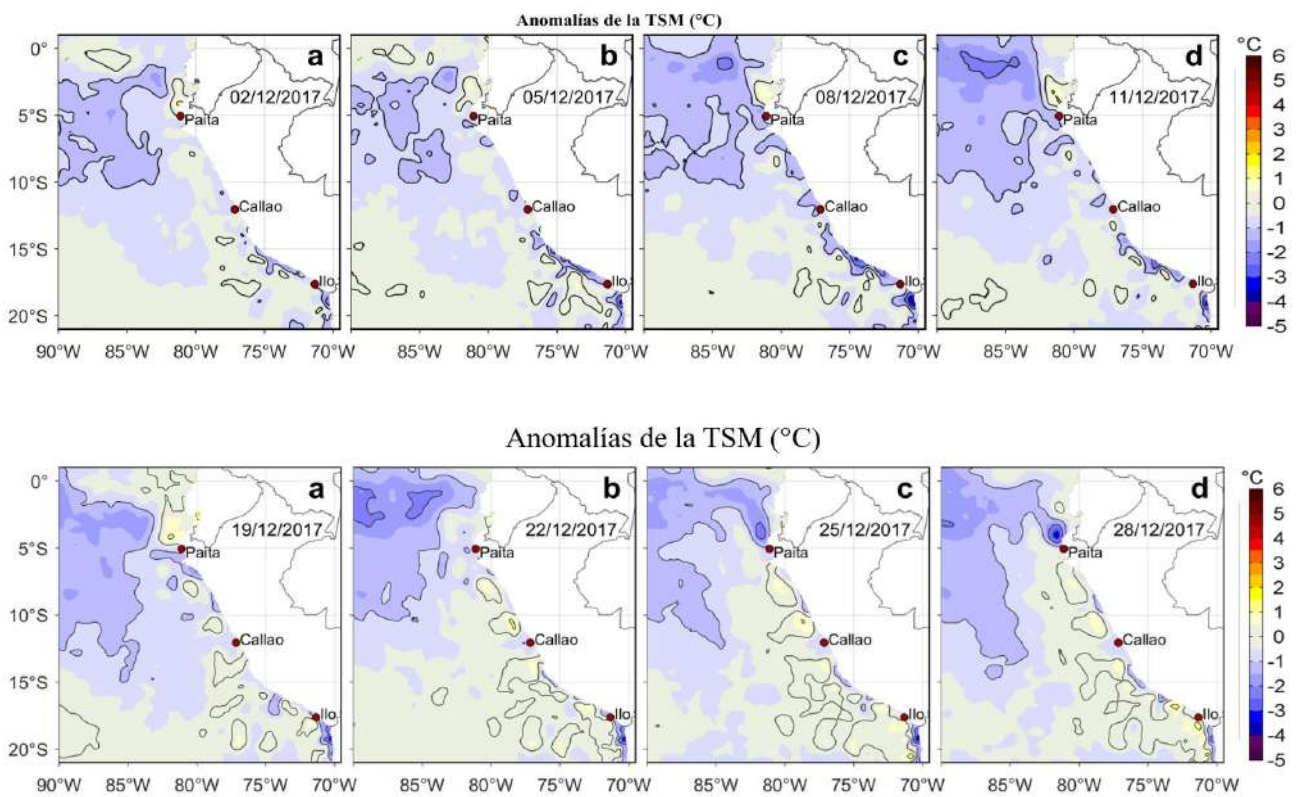 Anomalías de la TSM (°C)
a b c d
02/12/2017 05/12/2017 08/12/2017 11/12/2017
Paita Paita Paita Paita
Callao Callao Callao Callao
Ilo Ilo Ilo Ilo
0°
5°S
10°S
15°S
20°S
90°W 85°W 80°W 75°W 70°W 85°W 80°W 75°W 70°W 85°W 80°W 75°W 70°W 85°W 80°W 75°W 70°W
°C
6
5
4
3
2
1
0
-1
-2
-3
-4
-5
Anomalías de la TSM (°C)
a b c d
19/12/2017 22/12/2017 25/12/2017 28/12/2017
Paita Paita Paita Paita
Callao Callao Callao Callao
Ilo Ilo Ilo Ilo
0°
5°S
10°S
15°S
20°S
90°W 85°W 80°W 75°W 70°W 85°W 80°W 75°W 70°W 85°W 80°W 75°W 70°W 85°W 80°W 75°W 70°W
°C
6
5
4
3
2
1
0
-1
-2
-3
-4
-5